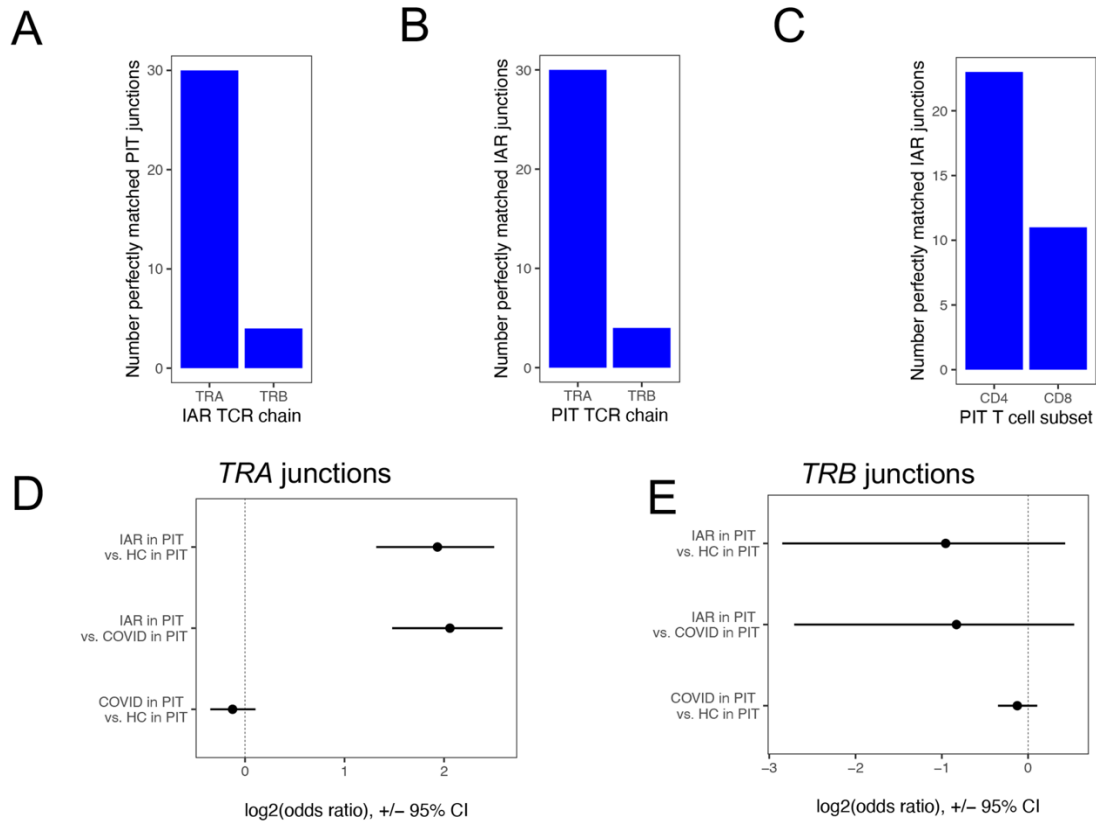 A
Number perfectly matched PIT junctions
30
20
10
0
TRA TRB
IAR TCR chain
B
Number perfectly matched IAR junctions
30
20
10
0
TRA TRB
PIT TCR chain
C
Number perfectly matched IAR junctions
20
15
10
5
0
CD4 CD8
PIT T cell subset
D
TRA junctions
IAR in PIT
vs. HC in PIT
IAR in PIT
vs. COVID in PIT
COVID in PIT
vs. HC in PIT
0 1 2
log2(odds ratio), +/− 95% CI
E
TRB junctions
IAR in PIT
vs. HC in PIT
IAR in PIT
vs. COVID in PIT
COVID in PIT
vs. HC in PIT
−3 −2 −1 0
log2(odds ratio), +/− 95% CI